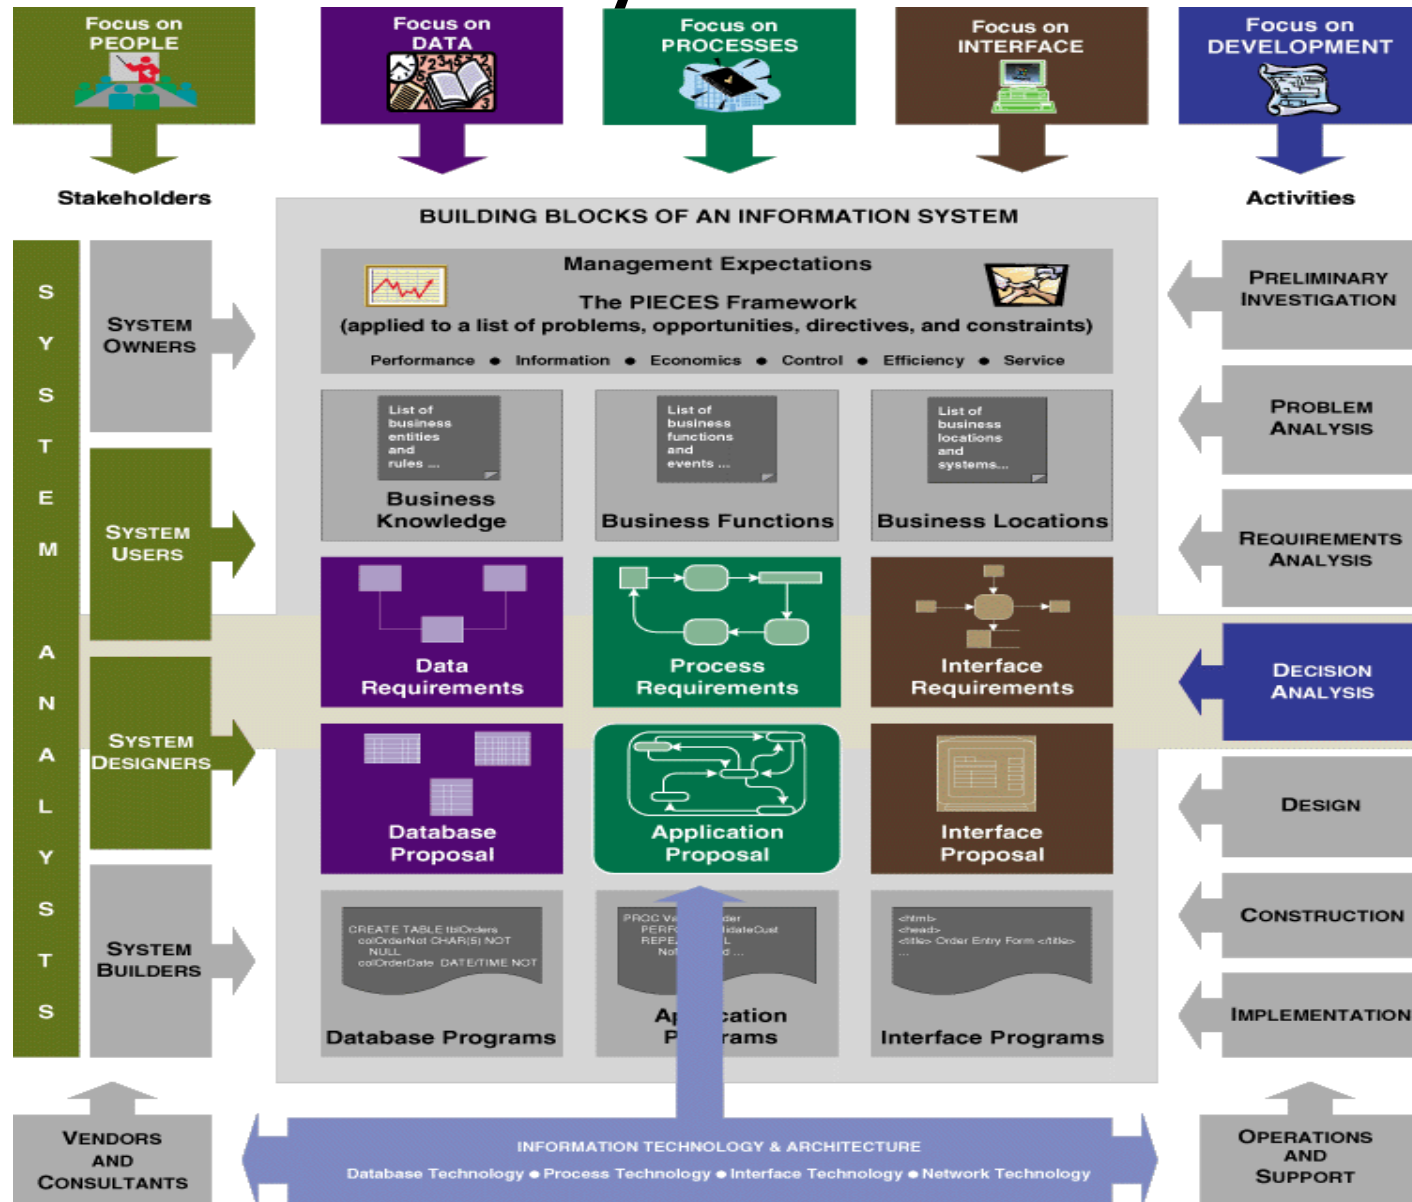 Focus on
PEOPLE
Focus on
DATA
Focus on
PROCESSES
Focus on
INTERFACE
Focus on
DEVELOPMENT
Stakeholders
Activities
BUILDING BLOCKS OF AN INFORMATION SYSTEM
Management Expectations
The PIECES Framework
(applied to a list of problems, opportunities, directives, and constraints)
Performance ● Information ● Economics ● Control ● Efficiency ● Service
SYSTEM ANALYSTS
SYSTEM
OWNERS
SYSTEM
USERS
SYSTEM
DESIGNERS
SYSTEM
BUILDERS
List of
business
entities
and
rules ...
Business
Knowledge
List of
business
functions
and
events ...
Business Functions
List of
business
locations
and
systems...
Business Locations
Data
Requirements
Process
Requirements
Interface
Requirements
Database
Proposal
Application
Proposal
Interface
Proposal
CREATE TABLE tblOrders
colOrderNot CHAR(5) NOT
NULL
colOrderDate DATE/TIME NOT
Database Programs
PROC
REPE
Interface Programs
<html>
<head>
<title> Order Entry Form </title>
...
PRELIMINARY
INVESTIGATION
PROBLEM
ANALYSIS
REQUIREMENTS
ANALYSIS
DECISION
ANALYSIS
DESIGN
CONSTRUCTION
IMPLEMENTATION
VENDORS
AND
CONSULTANTS
INFORMATION TECHNOLOGY & ARCHITECTURE
Database Technology ● Process Technology ● Interface Technology ● Network Technology
OPERATIONS
AND
SUPPORT